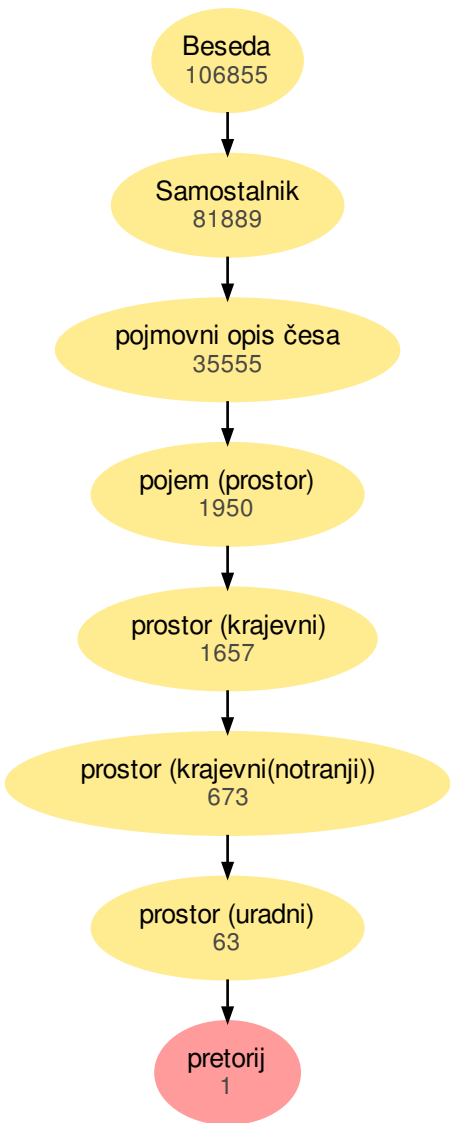 Beseda
106855
Samostalnik
81889
pojmovni opis česa
35555
pojem (prostor)
1950
prostor (krajevni)
1657
prostor (krajevni(notranji))
673
prostor (uradni)
63
pretorij
1